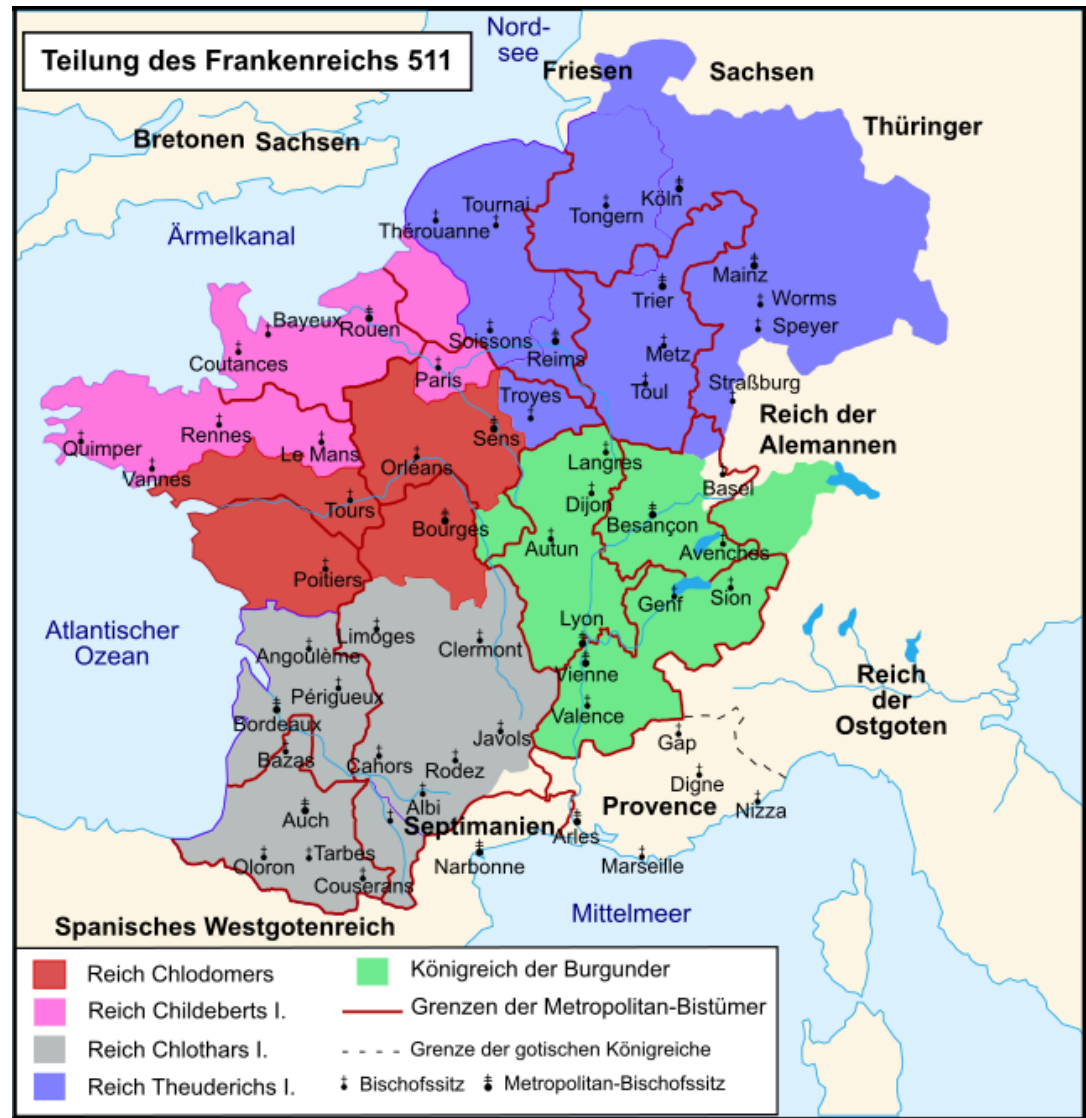 Teilung des Frankenreichs 511
Nord-
see
Friesen
Sachsen
Thüringer
Bretonen
Sachsen
Ärmelkanal
Tournai
Thérouanne
Tongern
Köln
Mainz
Trier
Worms
Speyer
Bayeux
Rouen
Soissons
Reims
Metz
Coutances
Paris
Toul
Straßburg
Troyes
Reich der
Alemannen
Quimper
Rennes
Le Mans
Sens
Vannes
Orléans
Langres
Basel
Tours
Dijon
Bourges
Besançon
Autun
Avenches
Poitiers
Genf
Sion
Atlantischer
Ozean
Limoges
Lyon
Clermont
Angoulème
Vienne
Reich
der
Ostgoten
Périgueux
Valence
Bordeaux
Javols
Gap
Bazas
Cahors
Rodez
Digne
Albi
Provence
Nizza
Auch
Septimanien
Arles
Oloron
Tarbes
Narbonne
Marseille
Couserans
Mittelmeer
Spanisches Westgotenreich
Reich Chlodomers
Reich Childeberts I.
Reich Chlothars I.
Reich Theuderichs I.
Königreich der Burgunder
Grenzen der Metropolitan-Bistümer
Grenze der gotischen Königreiche
Bischofssitz
Metropolitan-Bischofssitz